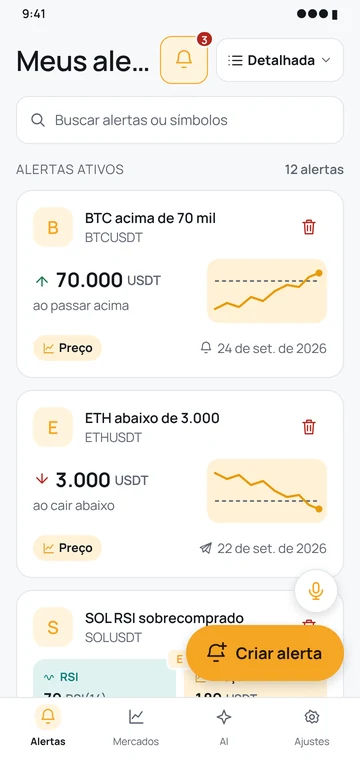 9:41
Meus ale...
3
Detalhada
Buscar alertas ou símbolos
ALERTAS ATIVOS
12 alertas
B
BTC acima de 70 mil
BTCUSDT
70.000 USDT
ao passar acima
Preço
24 de set. de 2026
E
ETH abaixo de 3.000
ETHUSDT
3.000 USDT
ao cair abaixo
Preço
22 de set. de 2026
S
SOL RSI sobrecomprado
SOLUSDT
RSI
E
Criar alerta
Alertas
Mercados
AI
Ajustes